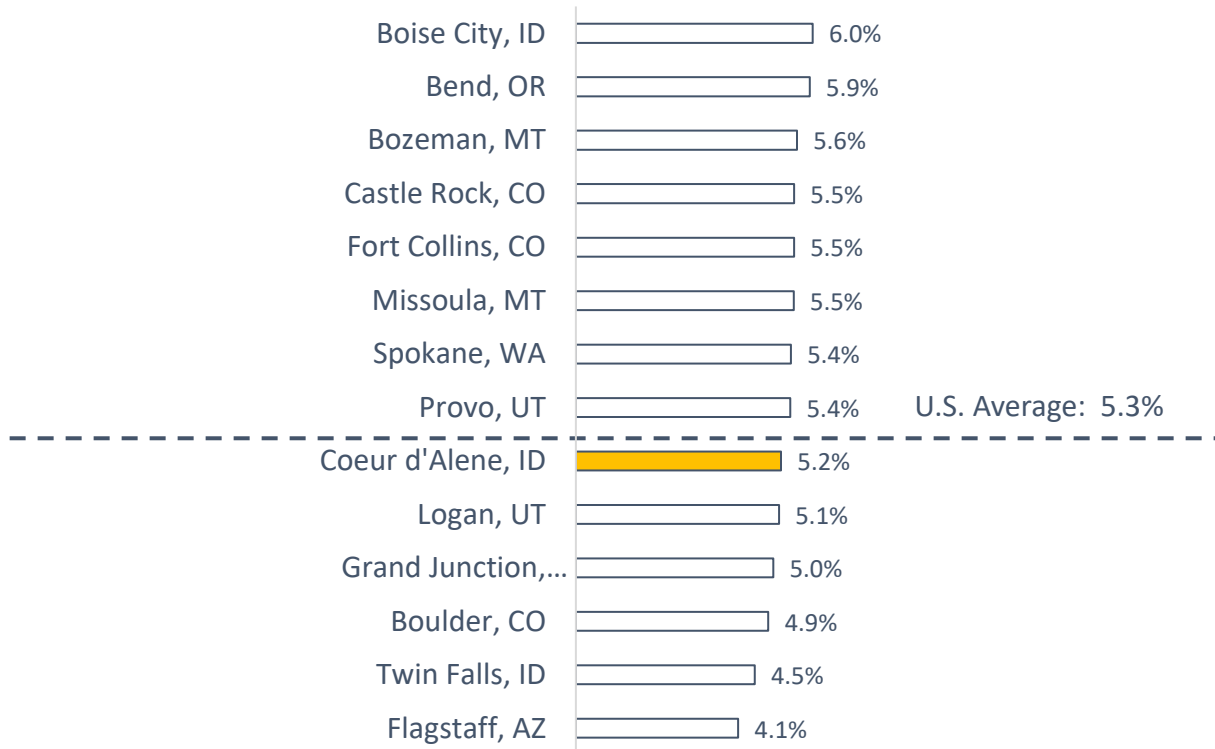 Boise City, ID 6.0%
Bend, OR 5.9%
Bozeman, MT 5.6%
Castle Rock, CO 5.5%
Fort Collins, CO 5.5%
Missoula, MT 5.5%
Spokane, WA 5.4%
Provo, UT 5.4% U.S. Average: 5.3%
Coeur d'Alene, ID 5.2%
Logan, UT 5.1%
Grand Junction,... 5.0%
Boulder, CO 4.9%
Twin Falls, ID 4.5%
Flagstaff, AZ 4.1%